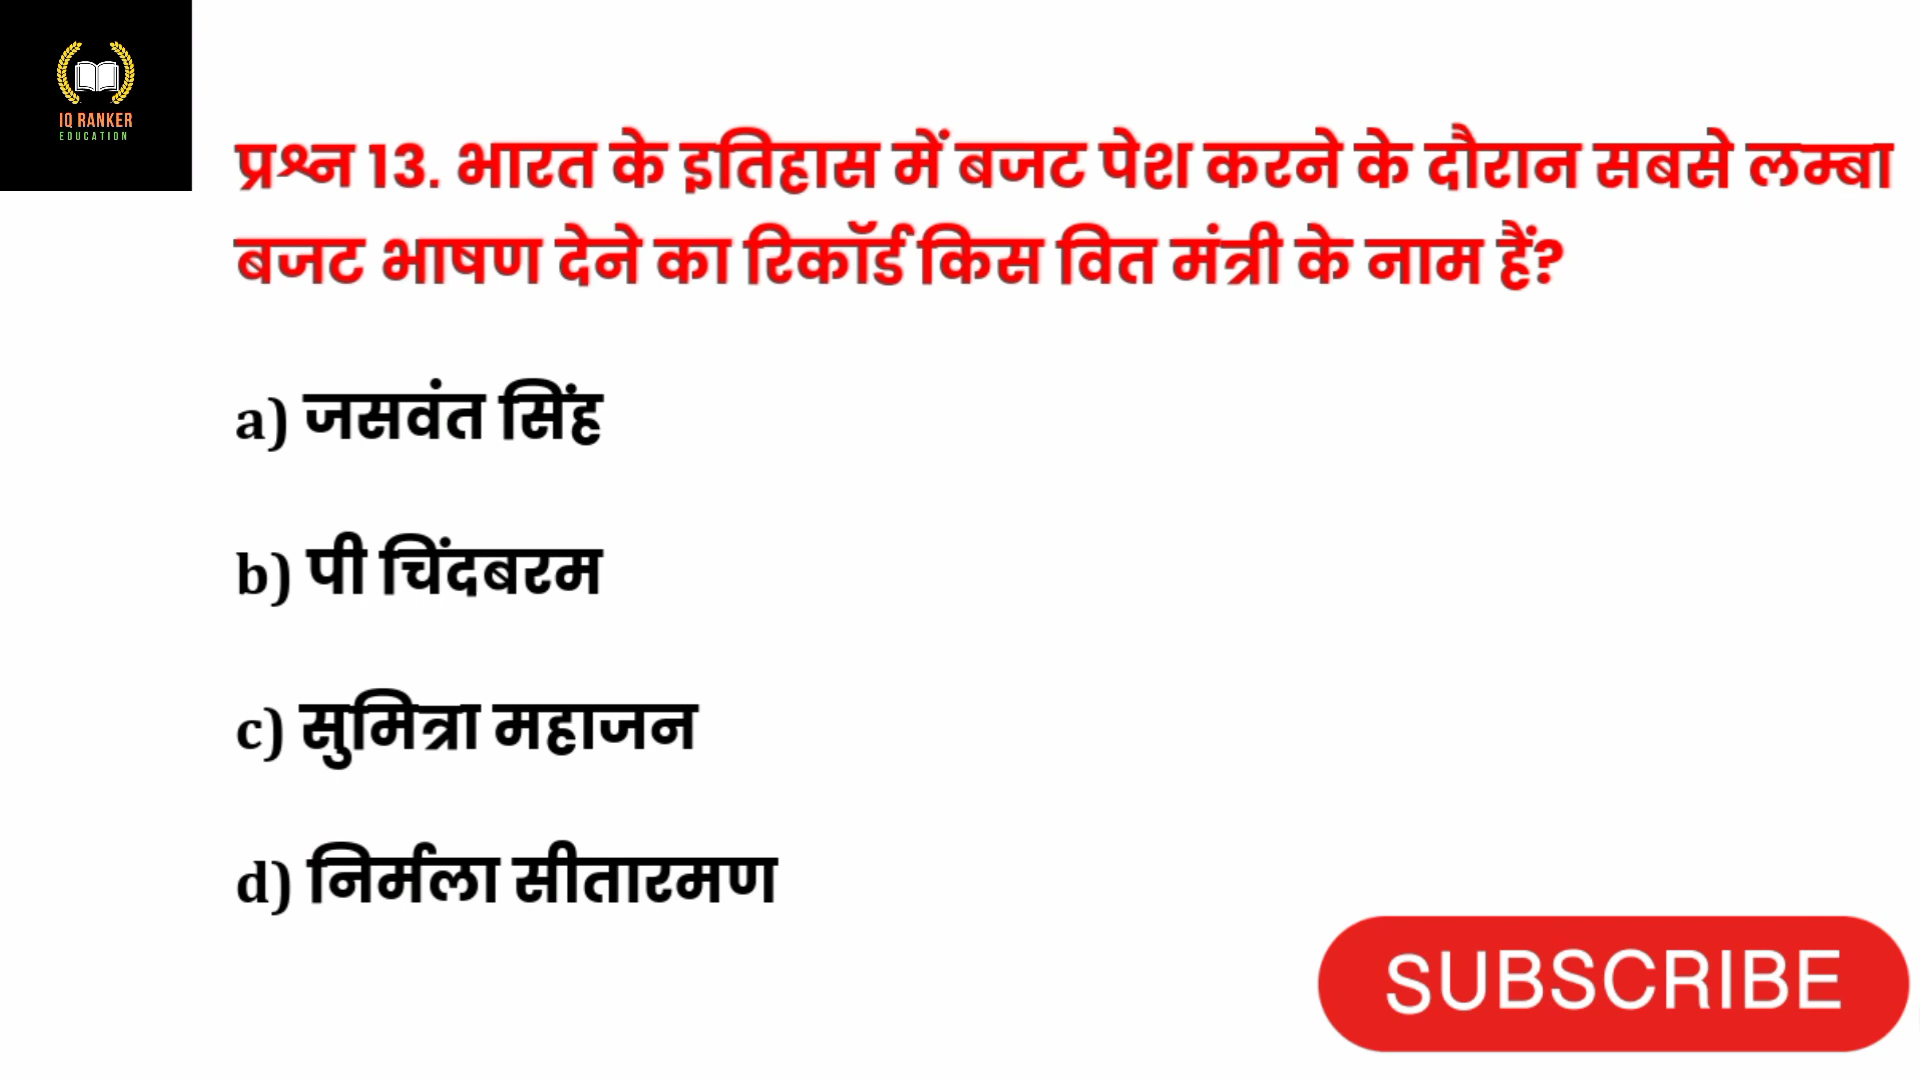 IQ RANKER
EDUCATION
प्रश्न 13. भारत के इतिहास में बजट पेश करने के दौरान सबसे लम्बा
बजट भाषण देने का रिकॉर्ड किस वित मंत्री के नाम हैं?
a) जसवंत सिंह
b) पी चिंदबरम
c) सुमित्रा महाजन
d) निर्मला सीतारमण
SUBSCRIBE